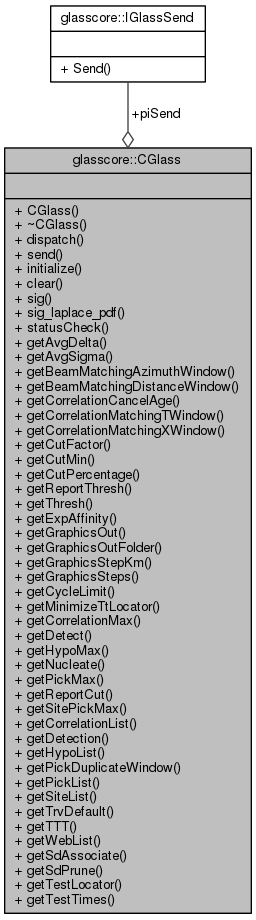 glasscore::IGlassSend
+ Send()
+piSend
glasscore::CGlass
+ CGlass()
+ ~CGlass()
+ dispatch()
+ send()
+ initialize()
+ clear()
+ sig()
+ sig_laplace_pdf()
+ statusCheck()
+ getAvgDelta()
+ getAvgSigma()
+ getBeamMatchingAzimuthWindow()
+ getBeamMatchingDistanceWindow()
+ getCorrelationCancelAge()
+ getCorrelationMatchingTWindow()
+ getCorrelationMatchingXWindow()
+ getCutFactor()
+ getCutMin()
+ getCutPercentage()
+ getReportThresh()
+ getThresh()
+ getExpAffinity()
+ getGraphicsOut()
+ getGraphicsOutFolder()
+ getGraphicsStepKm()
+ getGraphicsSteps()
+ getCycleLimit()
+ getMinimizeTtLocator()
+ getCorrelationMax()
+ getDetect()
+ getHypoMax()
+ getNucleate()
+ getPickMax()
+ getReportCut()
+ getSitePickMax()
+ getCorrelationList()
+ getDetection()
+ getHypoList()
+ getPickDuplicateWindow()
+ getPickList()
+ getSiteList()
+ getTrvDefault()
+ getTTT()
+ getWebList()
+ getSdAssociate()
+ getSdPrune()
+ getTestLocator()
+ getTestTimes()